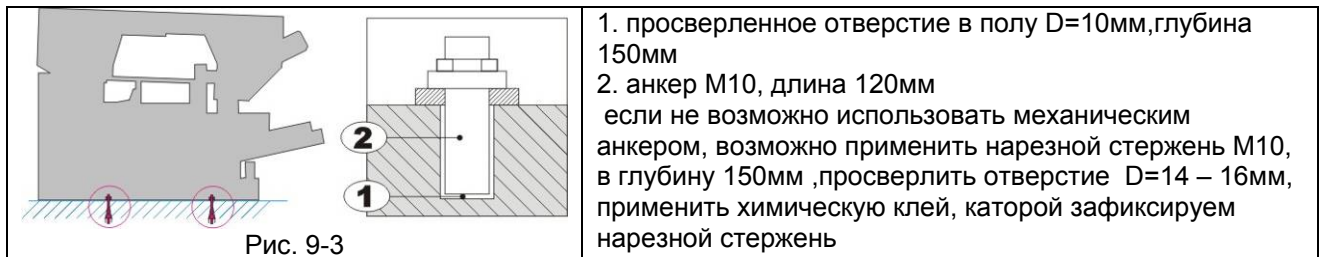 2
1
Рис. 9-3
1. просверленное отверстие в полу D=10мм,глубина
150мм
2. анкер М10, длина 120мм
если не возможно использовать механическим
анкером, возможно применить нарезной стержень М10,
в глубину 150мм ,просверлить отверстие D=14 – 16мм,
применить химическую клей, каторой зафиксируем
нарезной стержень